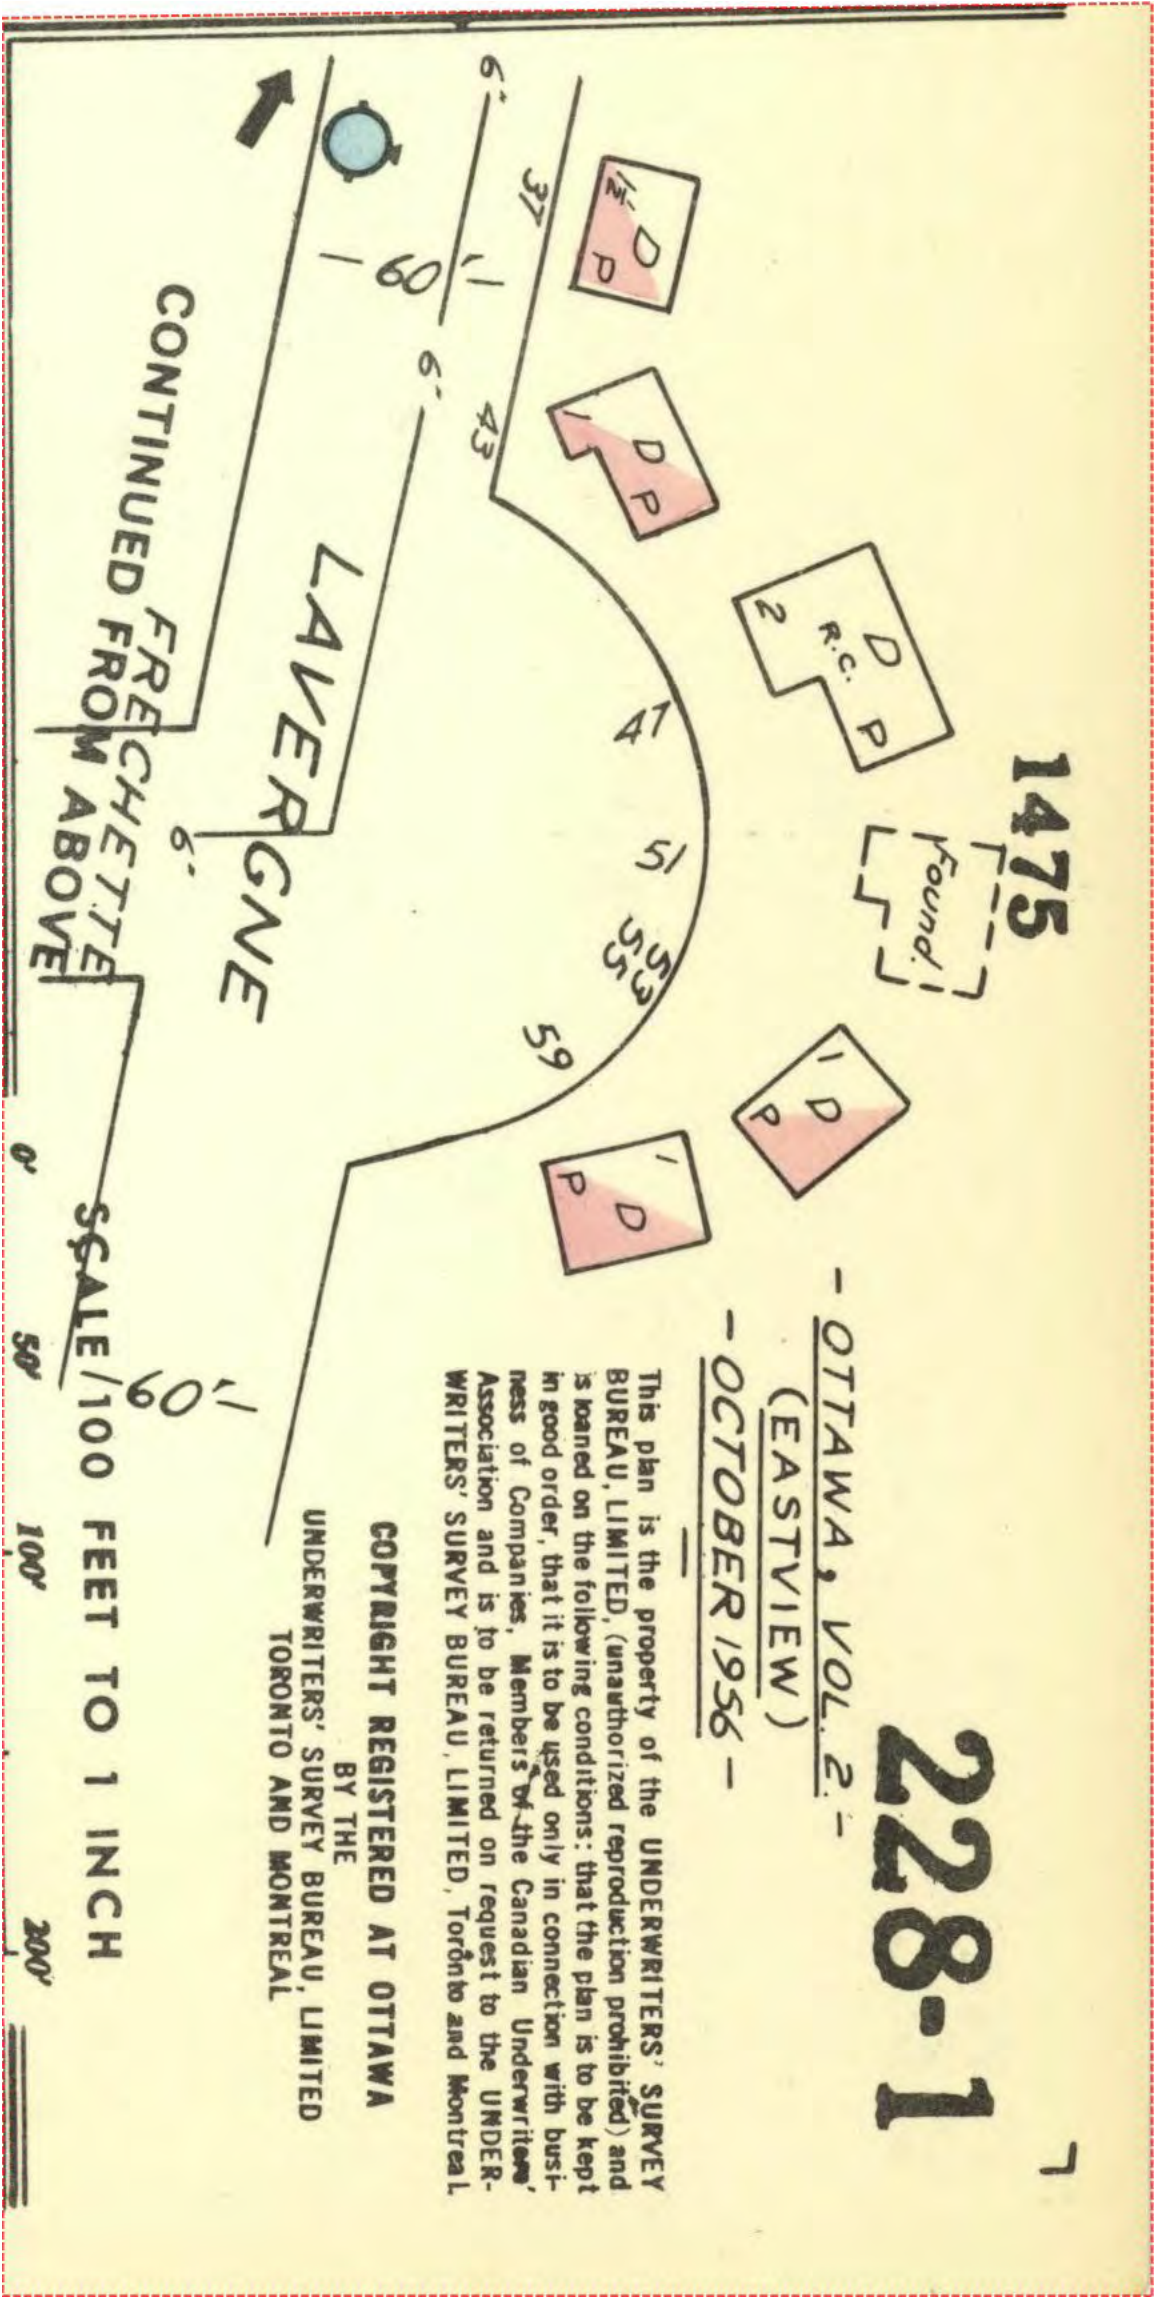 228-1
1475
- OTTAWA, VOL. 2. -
(EASTVIEW)
- OCTOBER 1956 -
This plan is the property of the UNDERWRITERS' SURVEY
BUREAU, LIMITED, (unauthorized reproduction prohibited) and
is loaned on the following conditions: that the plan is to be kept
in good order, that it is to be used only in connection with busi-
ness of Companies, Members of the Canadian Underwriters'
Association and is to be returned on request to the UNDER-
WRITERS' SURVEY BUREAU, LIMITED, Toronto and Montreal.
COPYRIGHT REGISTERED AT OTTAWA
BY THE
UNDERWRITERS' SURVEY BUREAU, LIMITED
TORONTO AND MONTREAL
SCALE 100 FEET TO 1 INCH
0' 50' 100' 200'
1½ D P
1 D P
2 D R.C. P
Found.
1 D P
1 D P
37
43
47
51
53
55
59
6"
6"
6"
60'
60'
LAVERGNE
FRECHETTE
CONTINUED FROM ABOVE